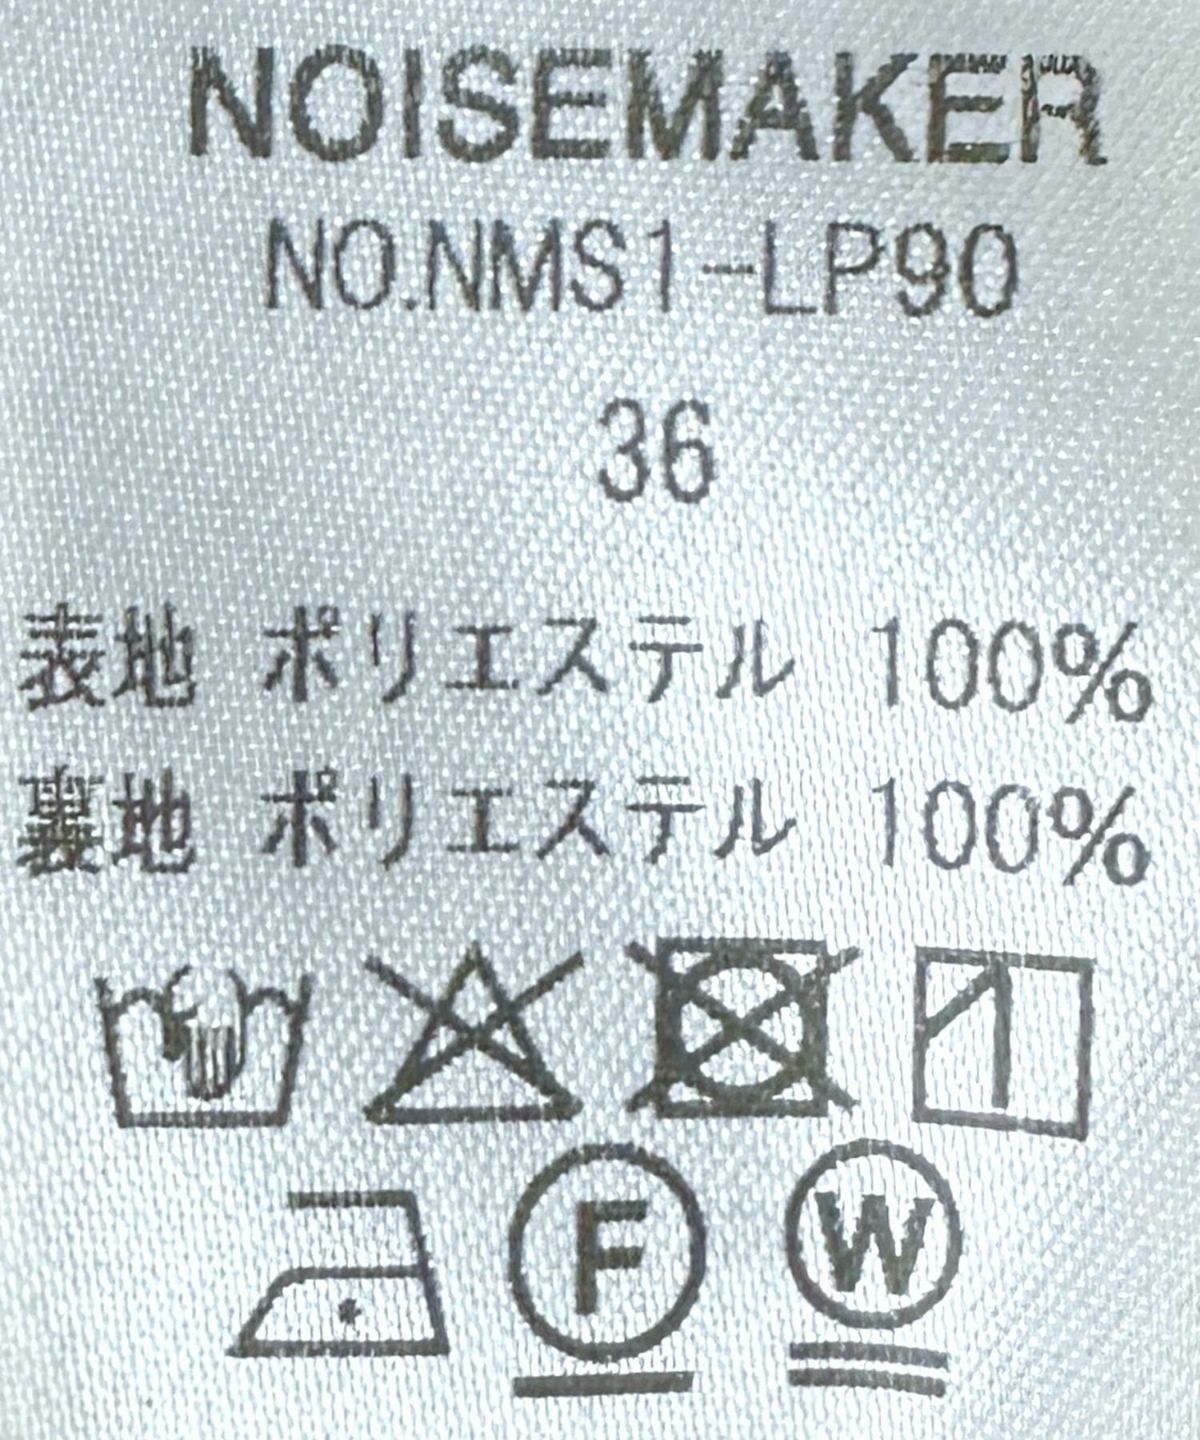 NOISEMAKER
NO.NMS1-LP90
36
表地 ポリエステル 100%
裏地 ポリエステル 100%
F
W